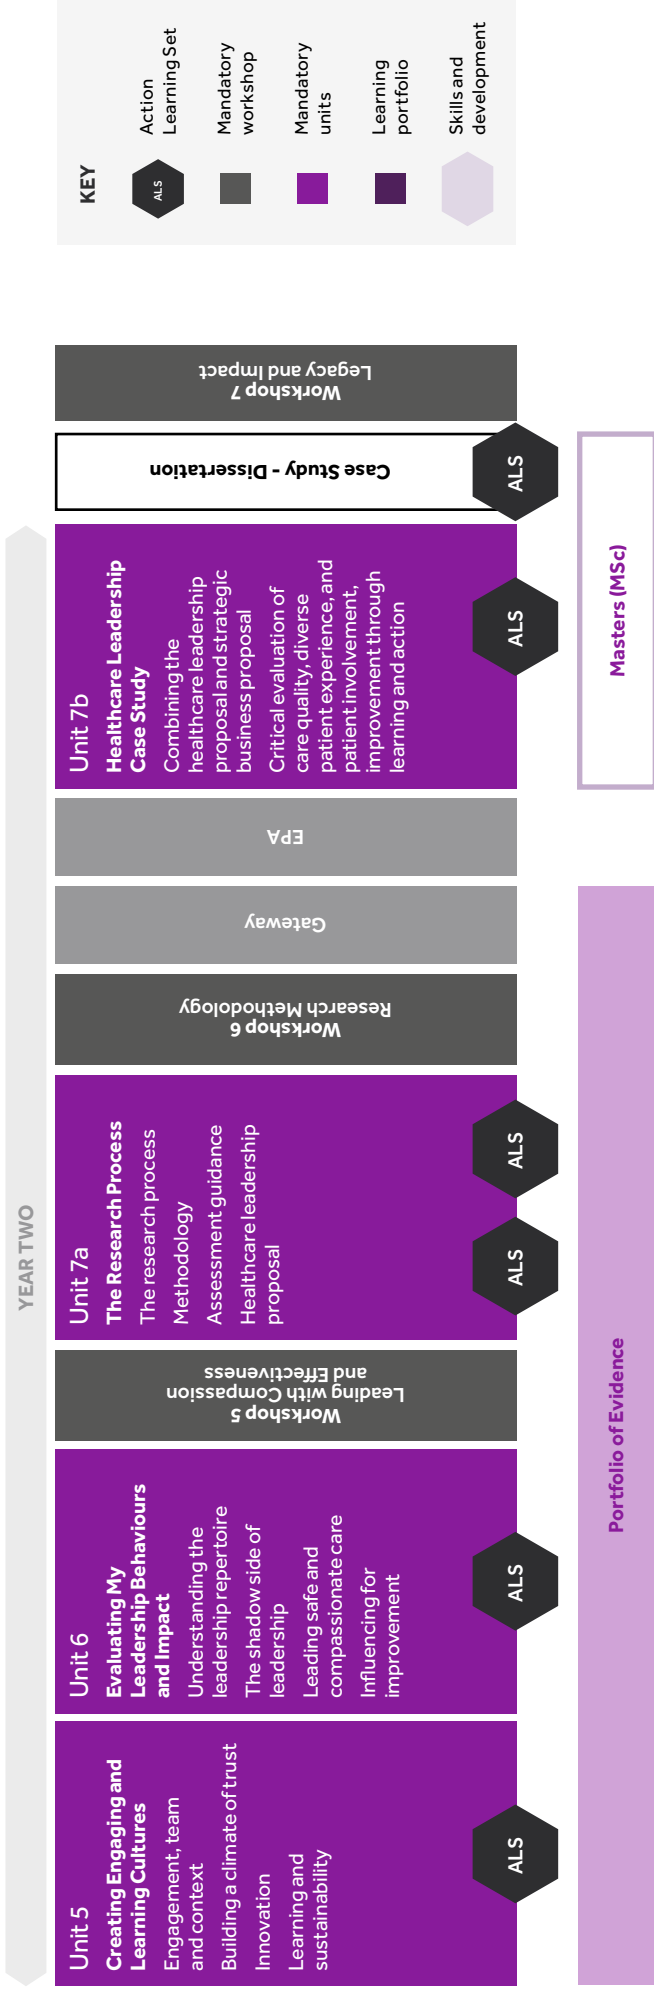 YEAR TWO
Unit 5
Creating Engaging and
Learning Cultures
Engagement, team
and context
Building a climate of trust
Innovation
Learning and
sustainability
ALS
Unit 6
Evaluating My
Leadership Behaviours
and Impact
Understanding the
leadership repertoire
The shadow side of
leadership
Leading safe and
compassionate care
Influencing for
improvement
ALS
Workshop 5
Leading with Compassion
and Effectiveness
Unit 7a
The Research Process
The research process
Methodology
Assessment guidance
Healthcare leadership
proposal
ALS
ALS
Workshop 6
Research Methodology
Gateway
EPA
Unit 7b
Healthcare Leadership
Case Study
Combining the
healthcare leadership
proposal and strategic
business proposal
Critical evaluation of
care quality, diverse
patient experience, and
patient involvement,
improvement through
learning and action
ALS
Case Study - Dissertation
ALS
Workshop 7
Legacy and Impact
Portfolio of Evidence
Masters (MSc)
KEY
ALS
Action
Learning Set
Mandatory
workshop
Mandatory
units
Learning
portfolio
Skills and
development